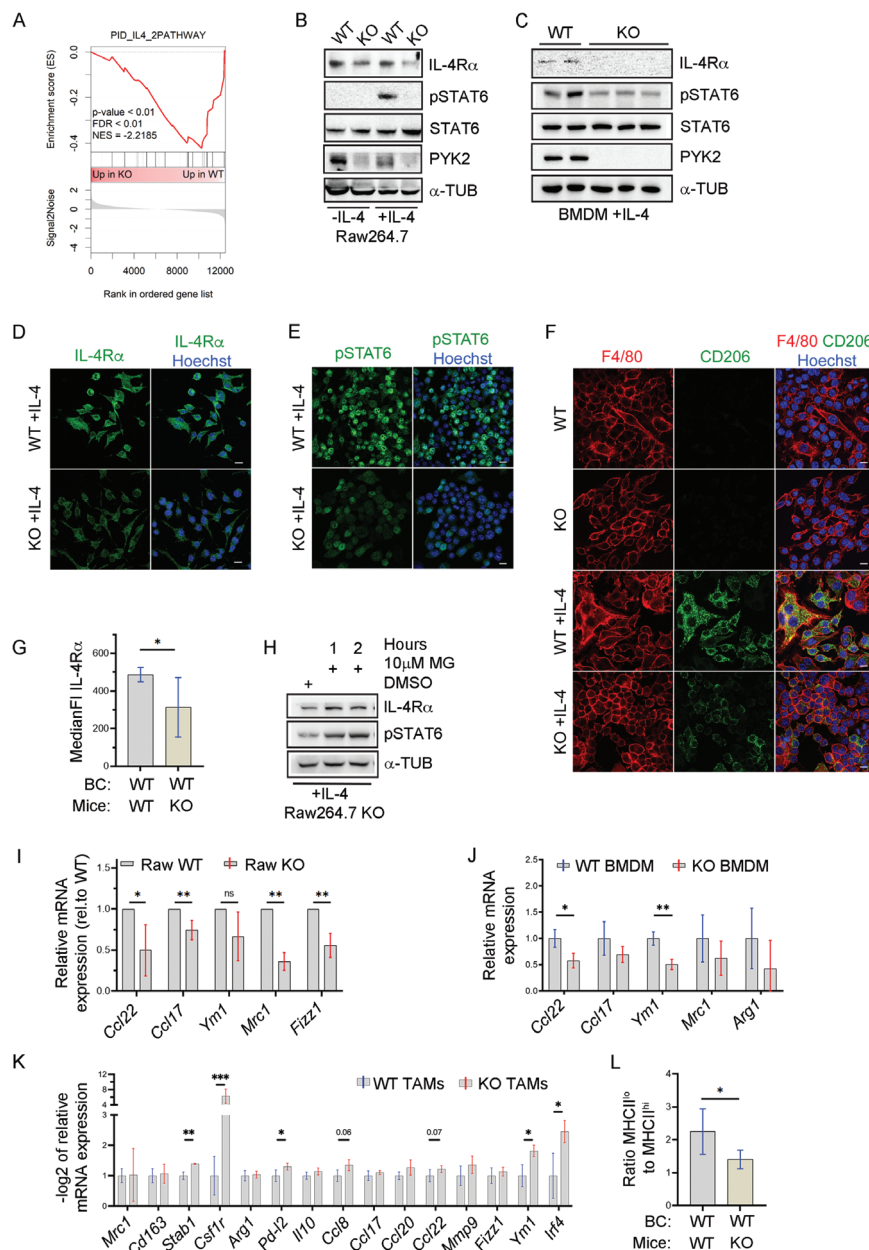 A
PID_IL4_2PATHWAY
Enrichment score (ES)
0.0
-0.2
-0.4
p-value < 0.01
FDR < 0.01
NES = -2.2185
Up in KO
Up in WT
Signal2Noise
2
0
-2
-4
0
4000
8000
12000
Rank in ordered gene list
B
WT
KO
WT
KO
IL-4Rα
pSTAT6
STAT6
PYK2
α-TUB
-IL-4
+IL-4
Raw264.7
C
WT
KO
IL-4Rα
pSTAT6
STAT6
PYK2
α-TUB
BMDM +IL-4
D
IL-4Rα
IL-4Rα
Hoechst
WT +IL-4
KO +IL-4
E
pSTAT6
pSTAT6
Hoechst
WT +IL-4
KO +IL-4
F
F4/80
CD206
F4/80 CD206
Hoechst
WT
KO
WT +IL-4
KO +IL-4
G
MedianFI IL-4Rα
600
400
200
0
*
BC: WT WT
Mice: WT KO
H
1 2 Hours
+ + 10μM MG
+ DMSO
IL-4Rα
pSTAT6
α-TUB
+IL-4
Raw264.7 KO
I
Raw WT
Raw KO
Relative mRNA
expression (rel.to WT)
1.0
0.5
0.0
* ** ns ** **
Ccl22
Ccl17
Ym1
Mrc1
Fizz1
J
WT BMDM
KO BMDM
Relative mRNA
expression
2.0
1.5
1.0
0.5
0.0
* **
Ccl22
Ccl17
Ym1
Mrc1
Arg1
K
WT TAMs
KO TAMs
-log2 of relative
mRNA expression
12
8
4
3
2
1
0
** *** * 0.06 0.07 * *
Mrc1
Cd163
Stab1
Csf1r
Arg1
Pd-l2
Il10
Ccl8
Ccl17
Ccl20
Ccl22
Mmp9
Fizz1
Ym1
Irf4
L
Ratio MHCII^lo
to MHCII^hi
4
3
2
1
0
*
BC: WT WT
Mice: WT KO